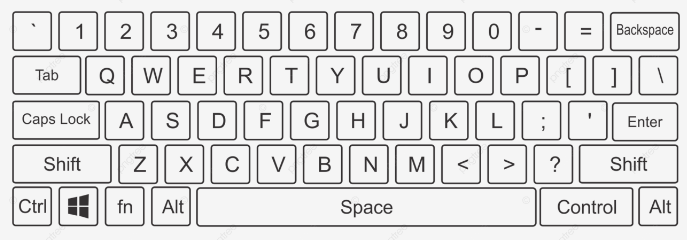 ` 1 2 3 4 5 6 7 8 9 0 - = Backspace
Tab Q W E R T Y U I O P [ ] \
Caps Lock A S D F G H J K L ; ' Enter
Shift Z X C V B N M < > ? Shift
Ctrl fn Alt Space Control Alt